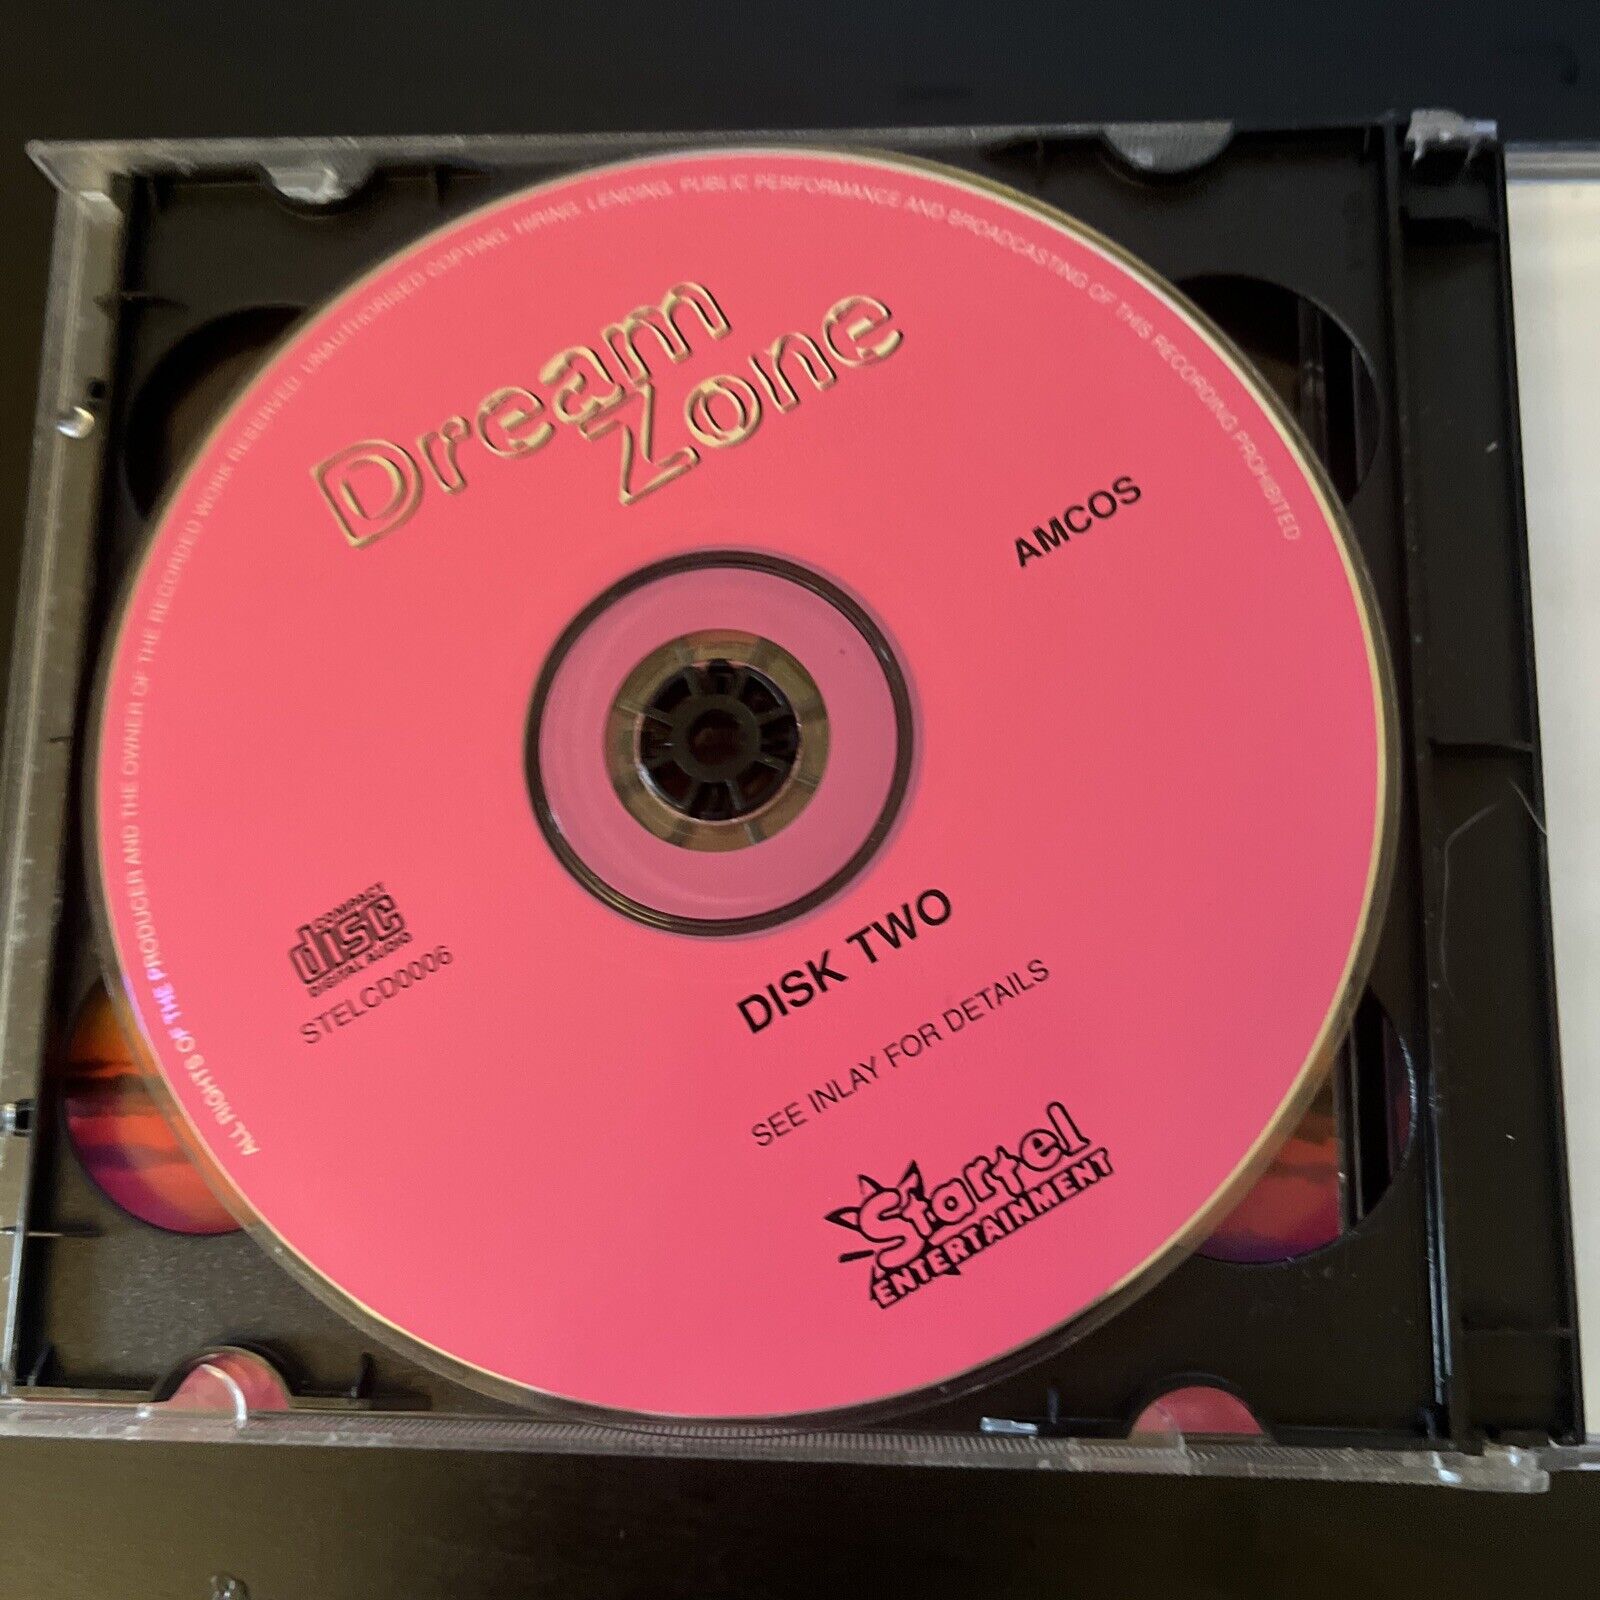 ALL RIGHTS OF THE PRODUCER AND THE OWNER OF THE RECORDED WORK RESERVED. UNAUTHORISED COPYING, HIRING, LENDING, PUBLIC PERFORMANCE AND BROADCASTING OF THIS RECORDING PROHIBITED
Dream
Zone
AMCOS
COMPACT
disc
DIGITAL AUDIO
STELCD0006
DISK TWO
SEE INLAY FOR DETAILS
Startel
ENTERTAINMENT